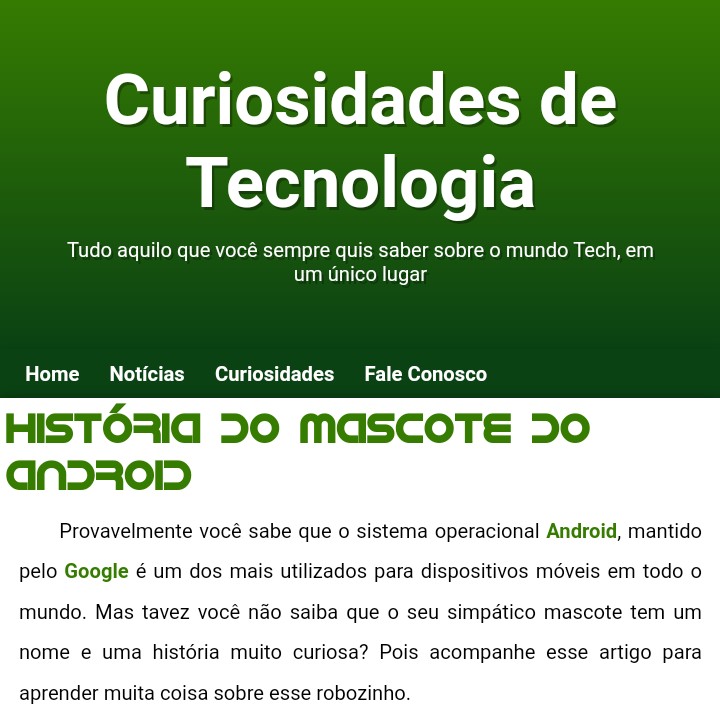 Curiosidades de
Tecnologia
Tudo aquilo que você sempre quis saber sobre o mundo Tech, em
um único lugar
Home Notícias Curiosidades Fale Conosco
História do Mascote do
Android
Provavelmente você sabe que o sistema operacional Android, mantido
pelo Google é um dos mais utilizados para dispositivos móveis em todo o
mundo. Mas tavez você não saiba que o seu simpático mascote tem um
nome e uma história muito curiosa? Pois acompanhe esse artigo para
aprender muita coisa sobre esse robozinho.